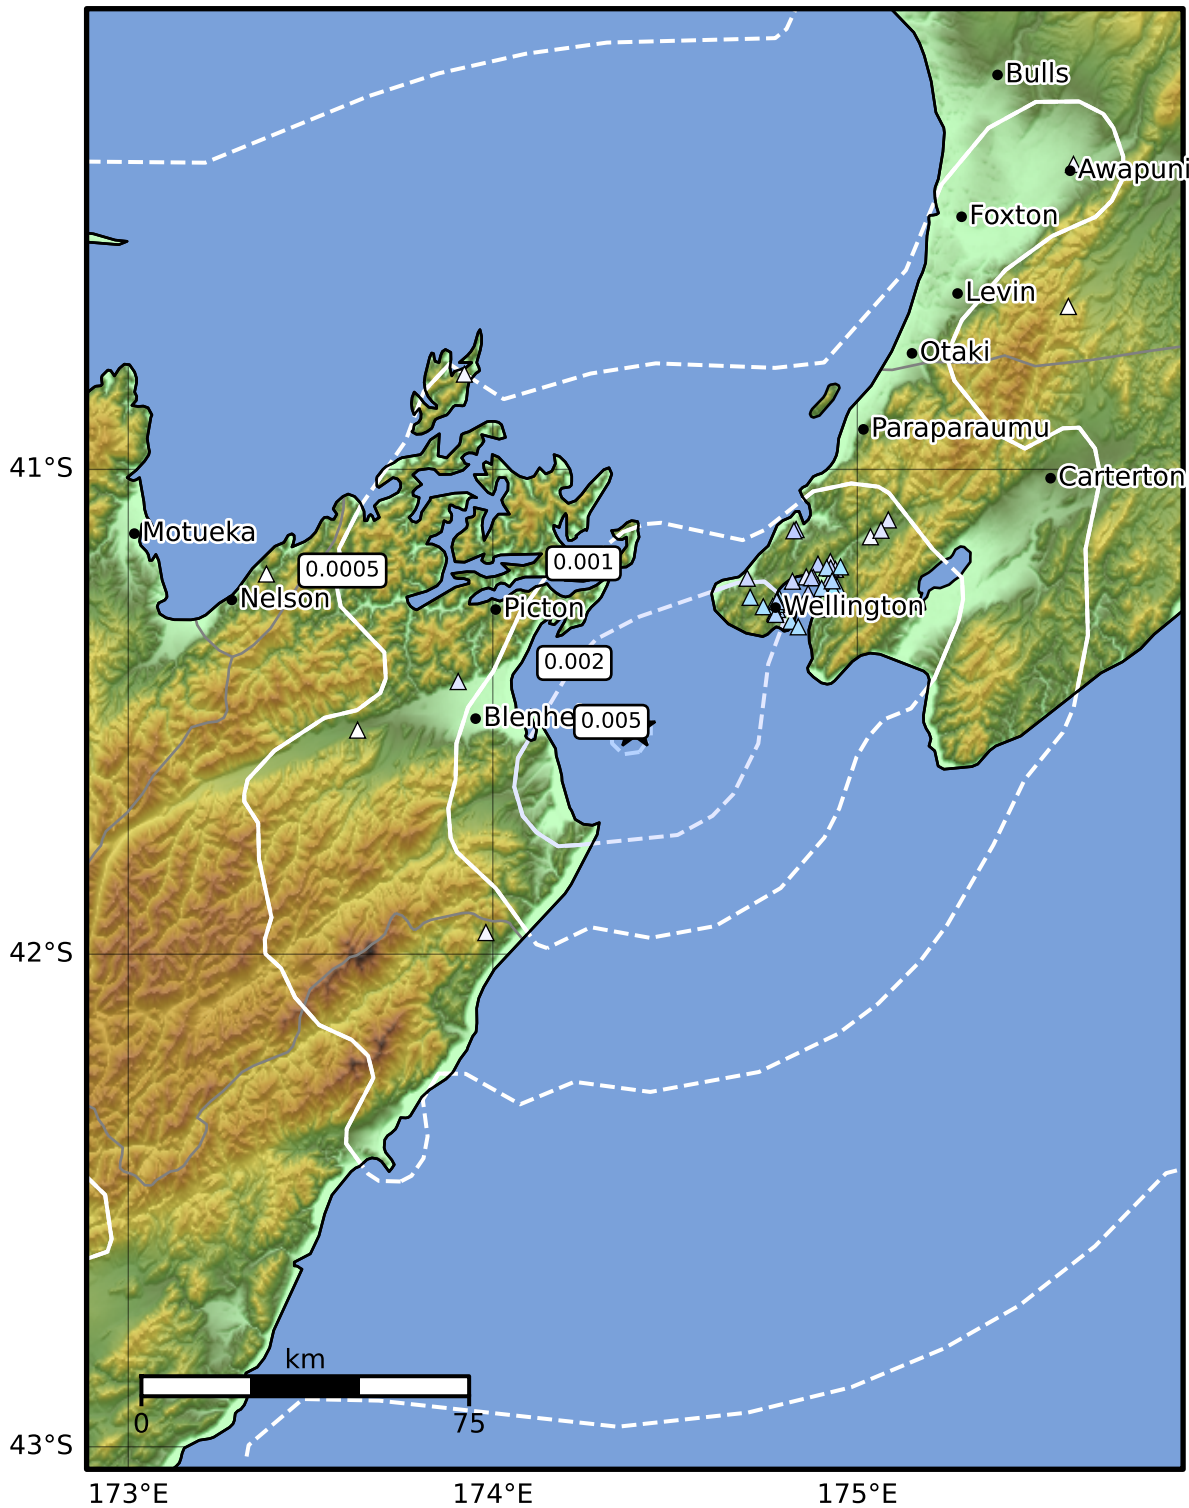 Bulls
Awapuni
Foxton
Levin
Otaki
Paraparaumu
41°S
Carterton
Motueka
0.001
0.0005
Nelson
Picton
Wellington
0.002
Blenhe
0.005
42°S
km
0
75
43°S
173°E
174°E
175°E